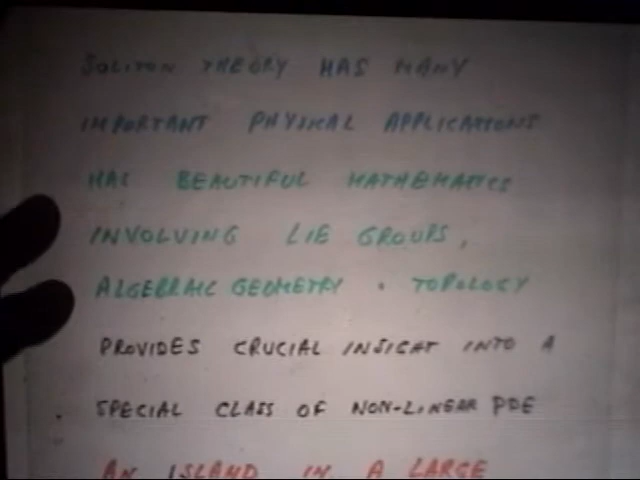 SOLITON THEORY HAS MANY
IMPORTANT PHYSICAL APPLICATIONS
HAS BEAUTIFUL MATHEMATICS
INVOLVING LIE GROUPS,
ALGEBRAIC GEOMETRY • TOPOLOGY
PROVIDES CRUCIAL INSIGHT INTO A
SPECIAL CLASS OF NON-LINEAR PDE
AN ISLAND IN A LARGE